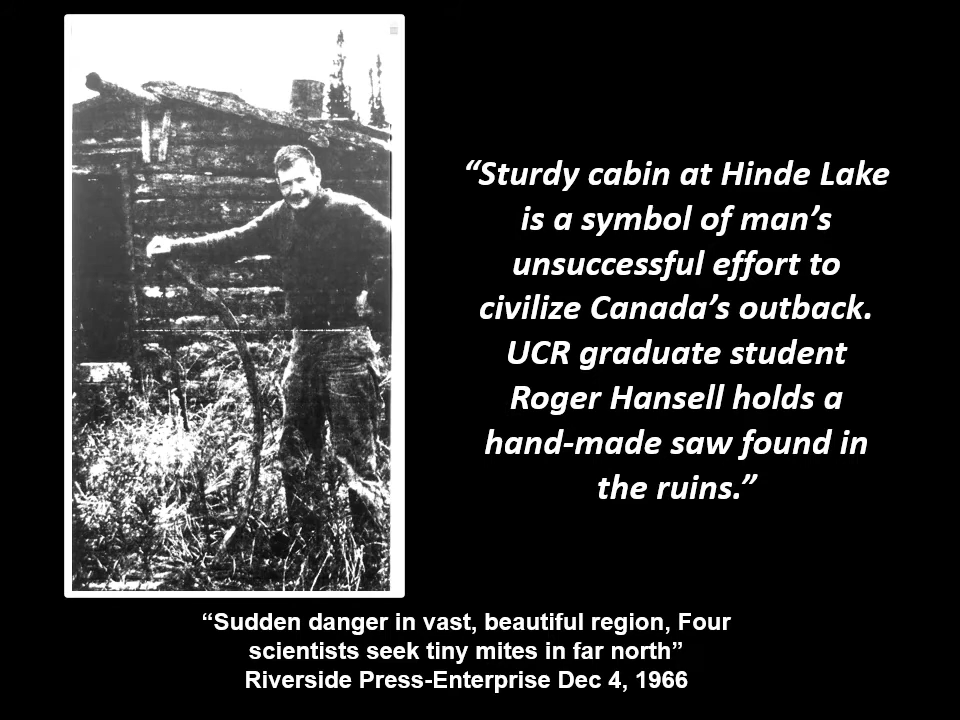 “Sturdy cabin at Hinde Lake
is a symbol of man’s
unsuccessful effort to
civilize Canada’s outback.
UCR graduate student
Roger Hansell holds a
hand-made saw found in
the ruins.”
“Sudden danger in vast, beautiful region, Four
scientists seek tiny mites in far north”
Riverside Press-Enterprise Dec 4, 1966